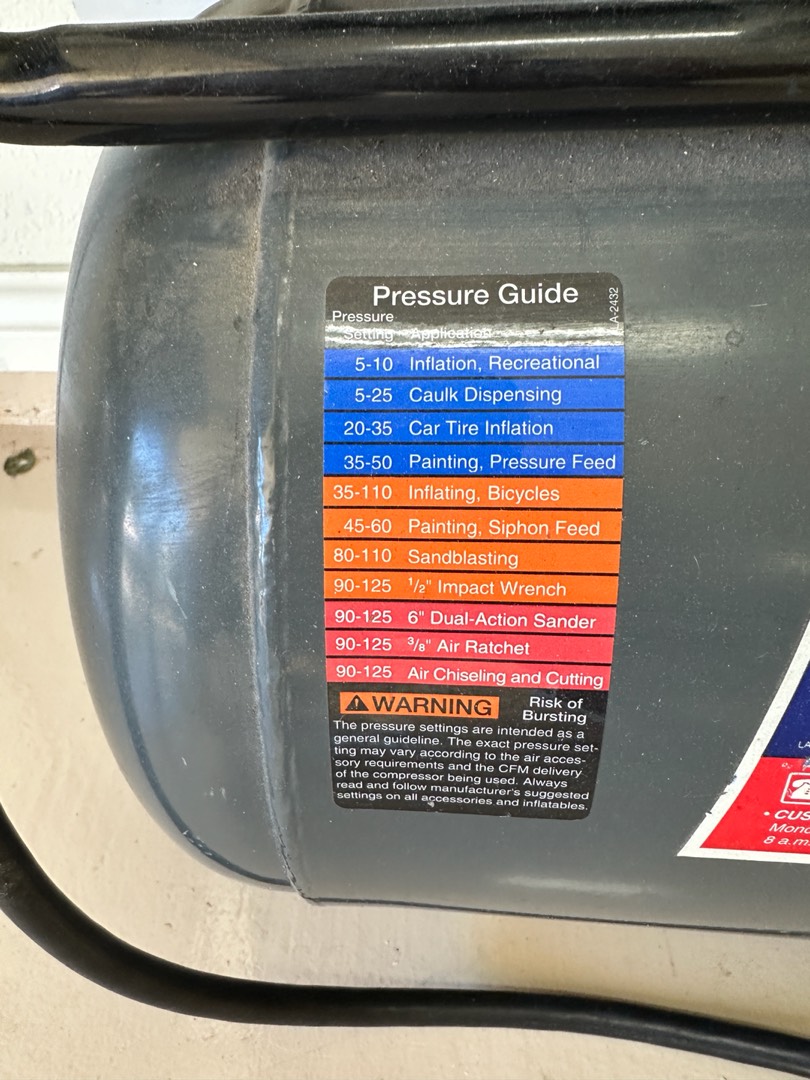 Pressure Guide
A-2432
Pressure
Setting Application
5-10 Inflation, Recreational
5-25 Caulk Dispensing
20-35 Car Tire Inflation
35-50 Painting, Pressure Feed
35-110 Inflating, Bicycles
45-60 Painting, Siphon Feed
80-110 Sandblasting
90-125 1/2" Impact Wrench
90-125 6" Dual-Action Sander
90-125 3/8" Air Ratchet
90-125 Air Chiseling and Cutting
WARNING Risk of
Bursting
The pressure settings are intended as a
general guideline. The exact pressure set-
ting may vary according to the air acces-
sory requirements and the CFM delivery
of the compressor being used. Always
read and follow manufacturer's suggested
settings on all accessories and inflatables.
LA
• CUS
Mond
8 a.m